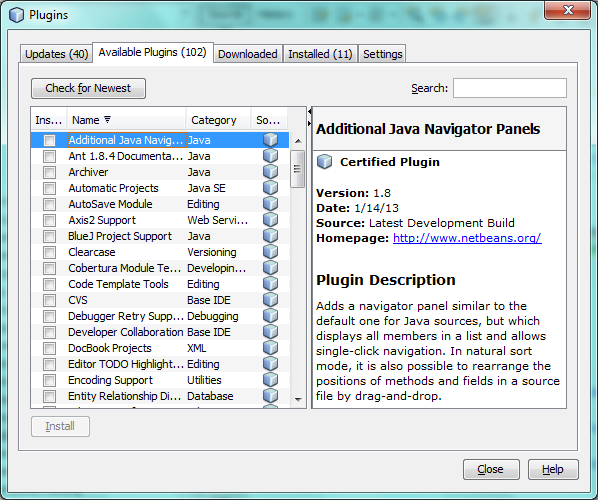 Plugins
Updates (40) Available Plugins (102) Downloaded Installed (11) Settings
Check for Newest Search:
Ins... Name Category So...
Additional Java Navig... Java
Ant 1.8.4 Documenta... Java
Archiver Java
Automatic Projects Java SE
AutoSave Module Editing
Axis2 Support Web Servi...
BlueJ Project Support Java
Clearcase Versioning
Cobertura Module Te... Developin...
Code Template Tools Editing
CVS Base IDE
Debugger Retry Supp... Debugging
Developer Collaboration Base IDE
DocBook Projects XML
Editor TODO Highlight... Editing
Encoding Support Utilities
Entity Relationship Di... Database
Additional Java Navigator Panels
Certified Plugin
Version: 1.8
Date: 1/14/13
Source: Latest Development Build
Homepage: http://www.netbeans.org/
Plugin Description
Adds a navigator panel similar to the
default one for Java sources, but which
displays all members in a list and allows
single-click navigation. In natural sort
mode, it is also possible to rearrange the
positions of methods and fields in a source
file by drag-and-drop.
Install
Close Help